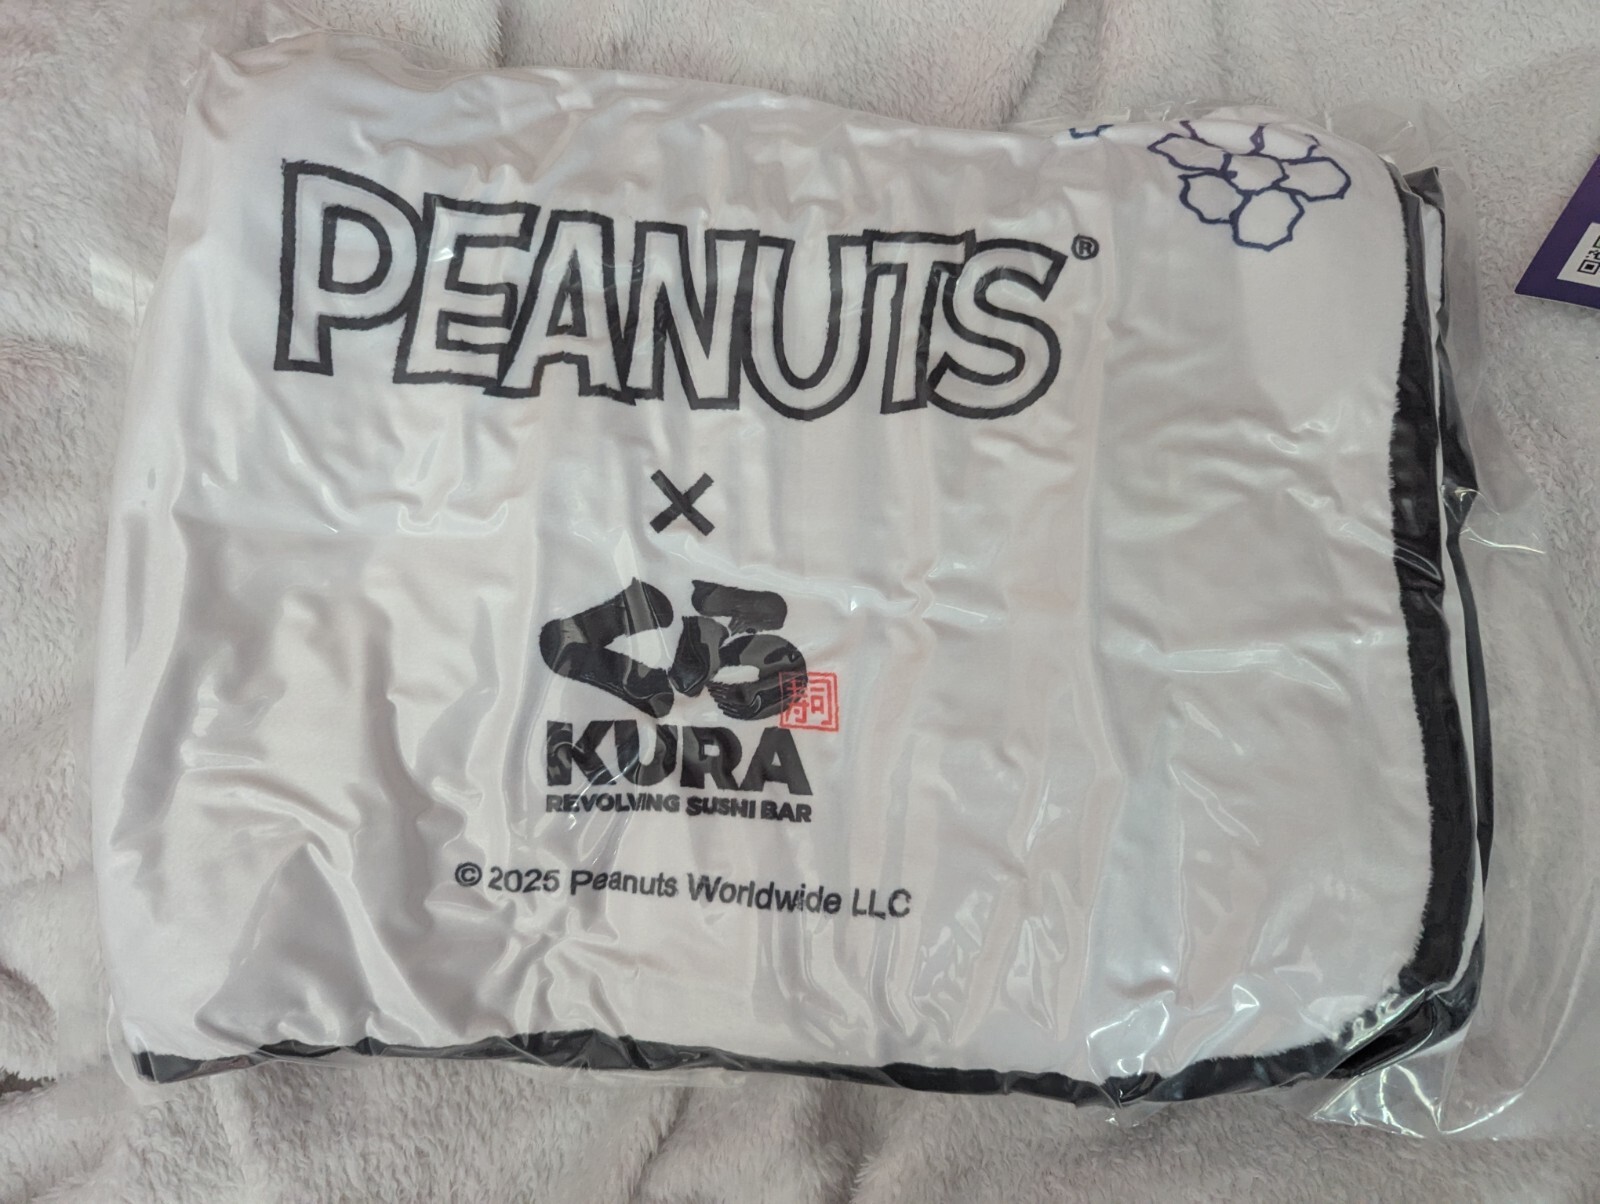 PEANUTS®
×
くら
寿司
KURA
REVOLVING SUSHI BAR
© 2025 Peanuts Worldwide LLC